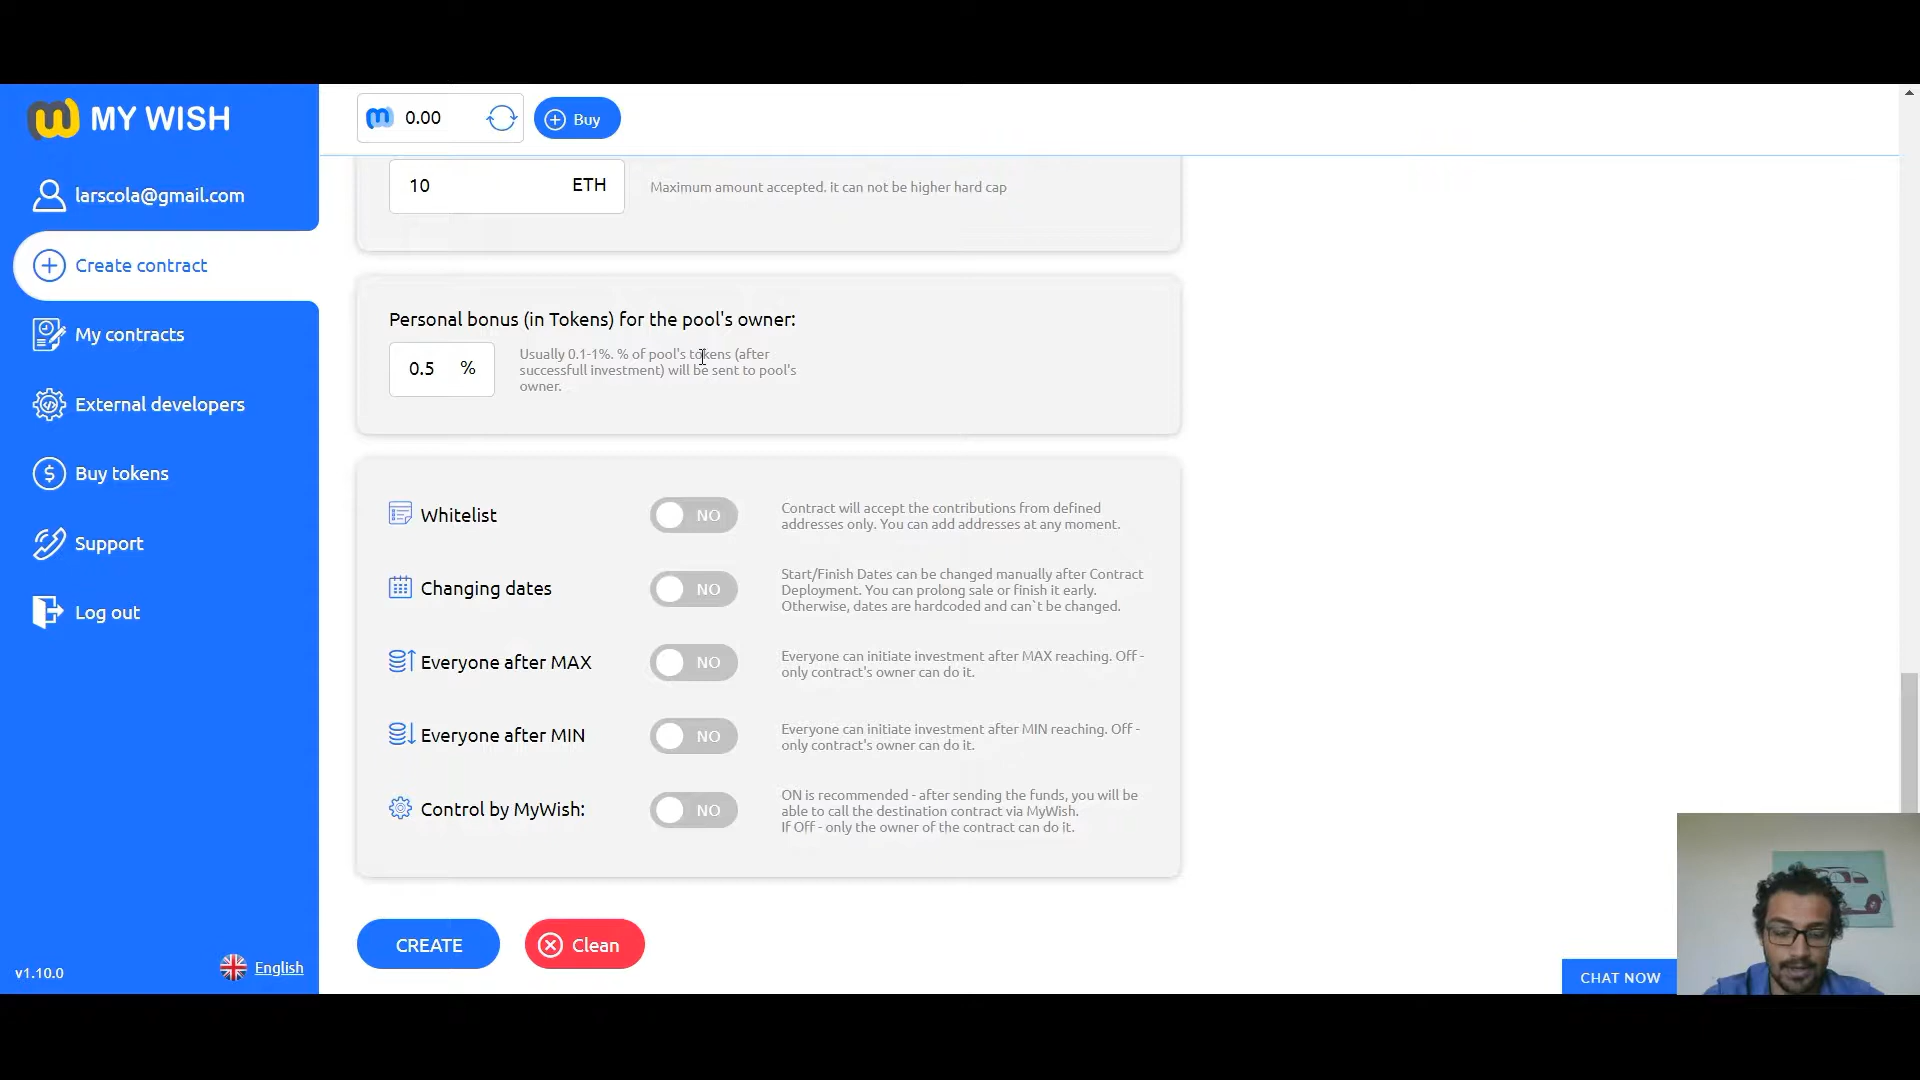 MY WISH
0.00
Buy
larscola@gmail.com
Create contract
My contracts
External developers
Buy tokens
Support
Log out
v1.10.0
English
10 ETH
Maximum amount accepted. it can not be higher hard cap
Personal bonus (in Tokens) for the pool's owner:
0.5 %
Usually 0.1-1%. % of pool's tokens (after
successfull investment) will be sent to pool's
owner.
Whitelist
NO
Contract will accept the contributions from defined
addresses only. You can add addresses at any moment.
Changing dates
NO
Start/Finish Dates can be changed manually after Contract
Deployment. You can prolong sale or finish it early.
Otherwise, dates are hardcoded and can`t be changed.
Everyone after MAX
NO
Everyone can initiate investment after MAX reaching. Off -
only contract's owner can do it.
Everyone after MIN
NO
Everyone can initiate investment after MIN reaching. Off -
only contract's owner can do it.
Control by MyWish:
NO
ON is recommended - after sending the funds, you will be
able to call the destination contract via MyWish.
If Off - only the owner of the contract can do it.
CREATE
Clean
CHAT NOW